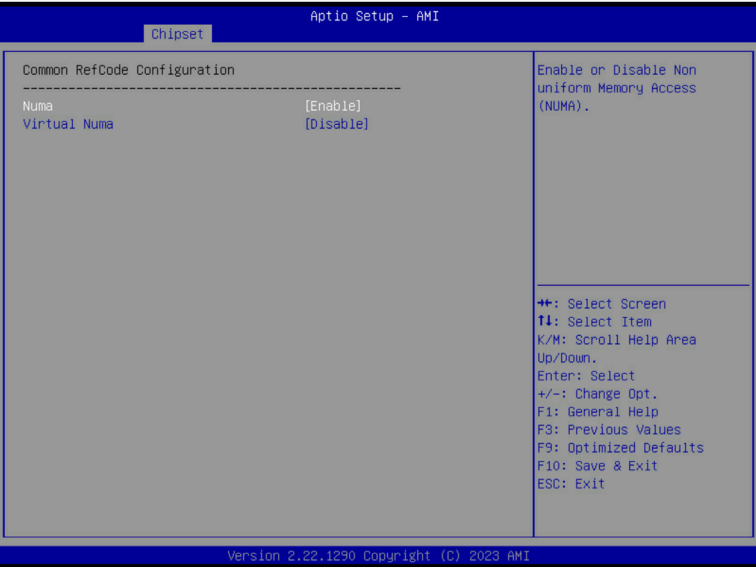 Aptio Setup – AMI
Chipset
Common RefCode Configuration
--------------------------------------------------
Numa [Enable]
Virtual Numa [Disable]
Enable or Disable Non
uniform Memory Access
(NUMA).
→←: Select Screen
↑↓: Select Item
K/M: Scroll Help Area
Up/Down.
Enter: Select
+/-: Change Opt.
F1: General Help
F3: Previous Values
F9: Optimized Defaults
F10: Save & Exit
ESC: Exit
Version 2.22.1290 Copyright (C) 2023 AMI